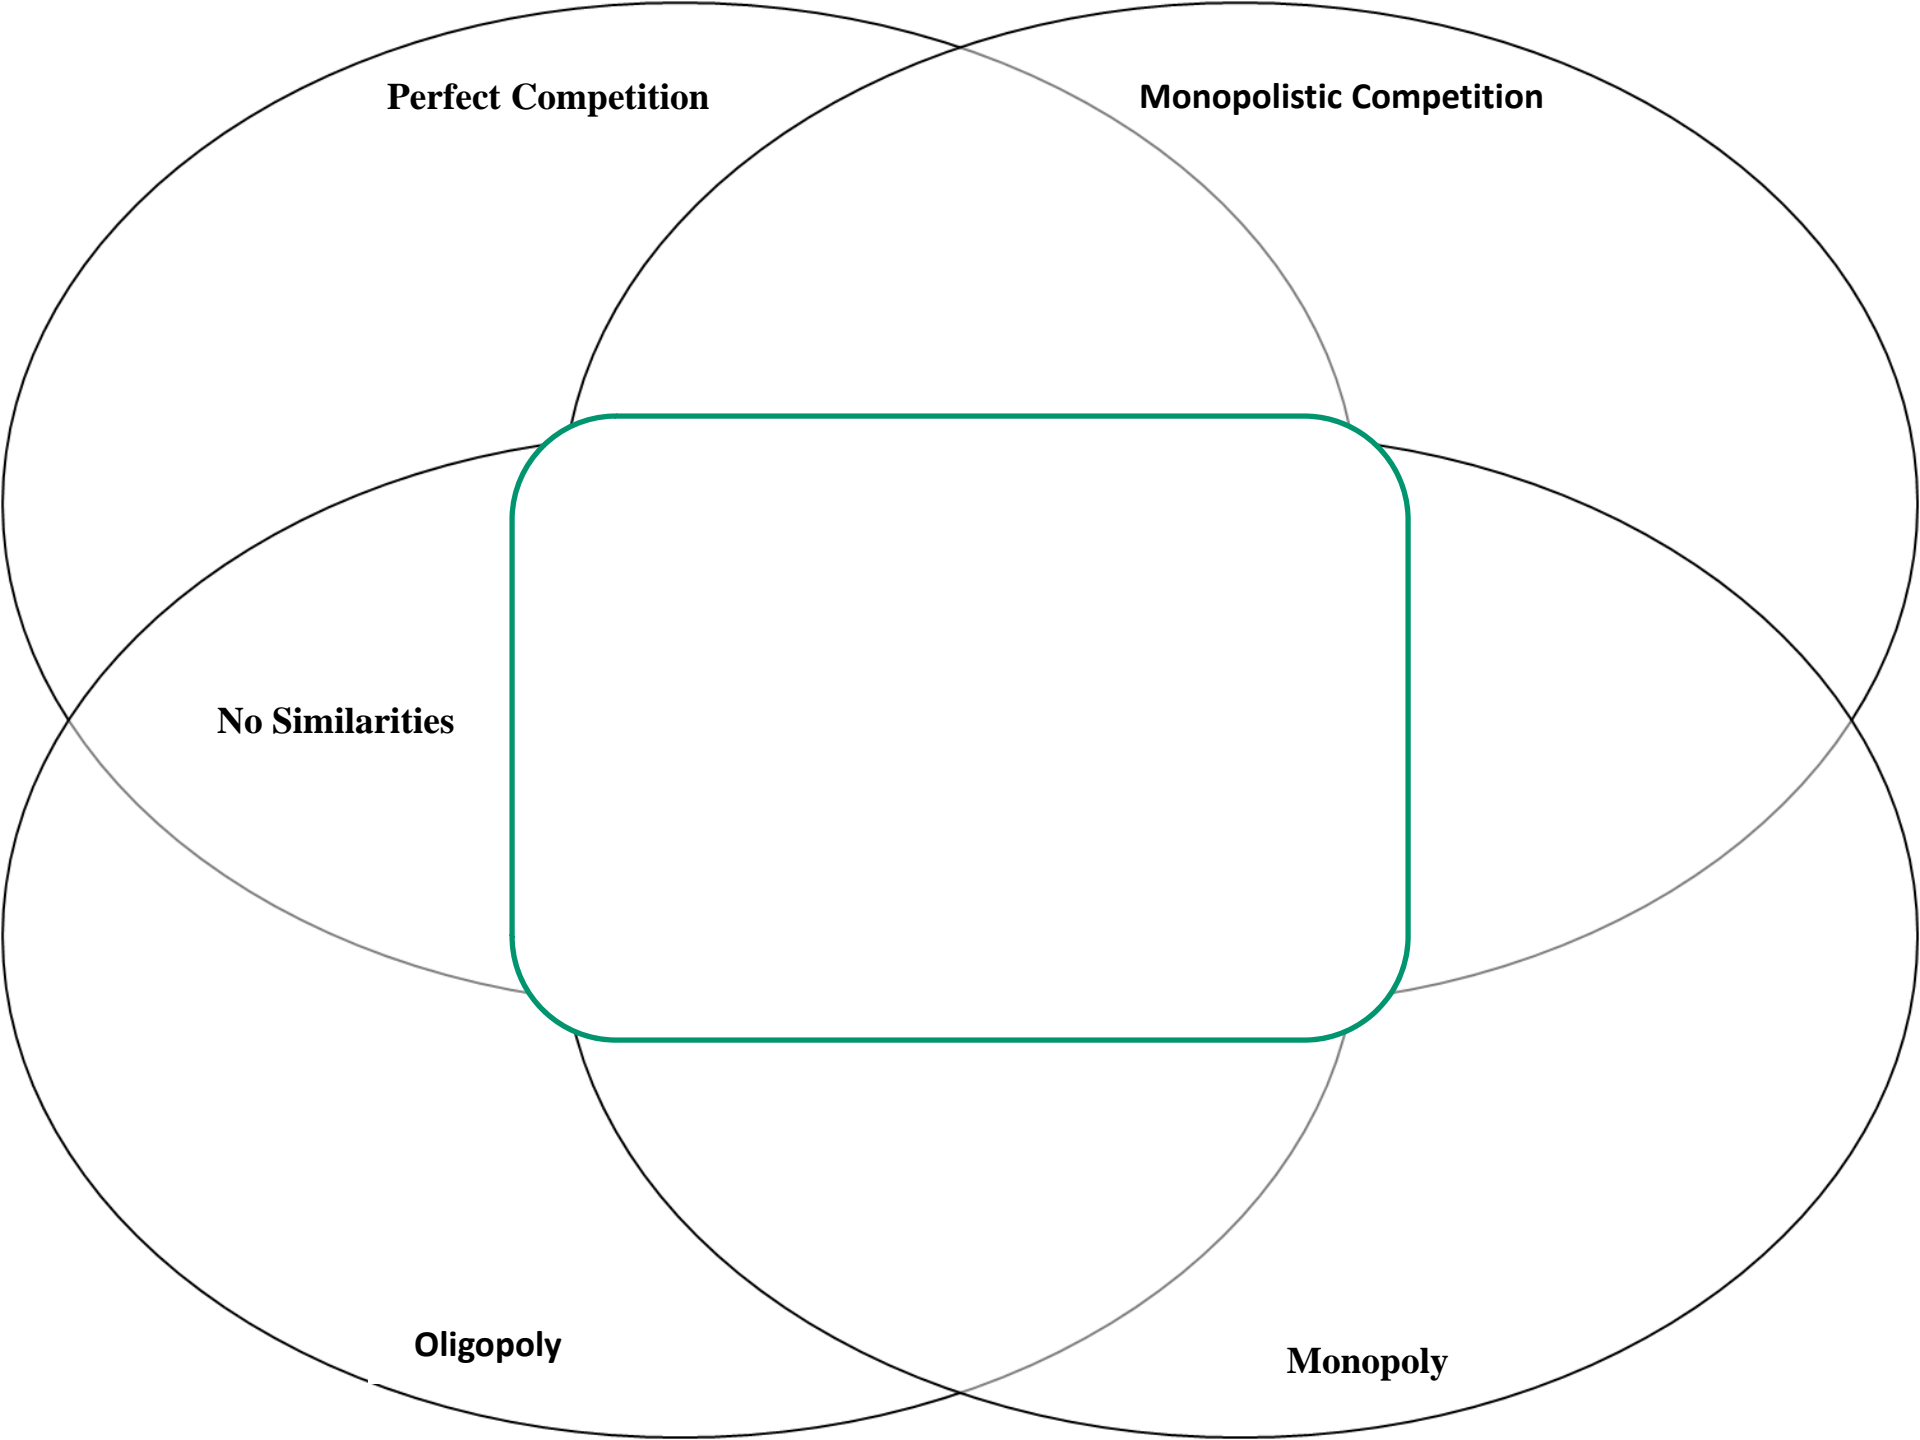 Perfect Competition
Monopolistic Competition
No Similarities
Oligopoly
Monopoly